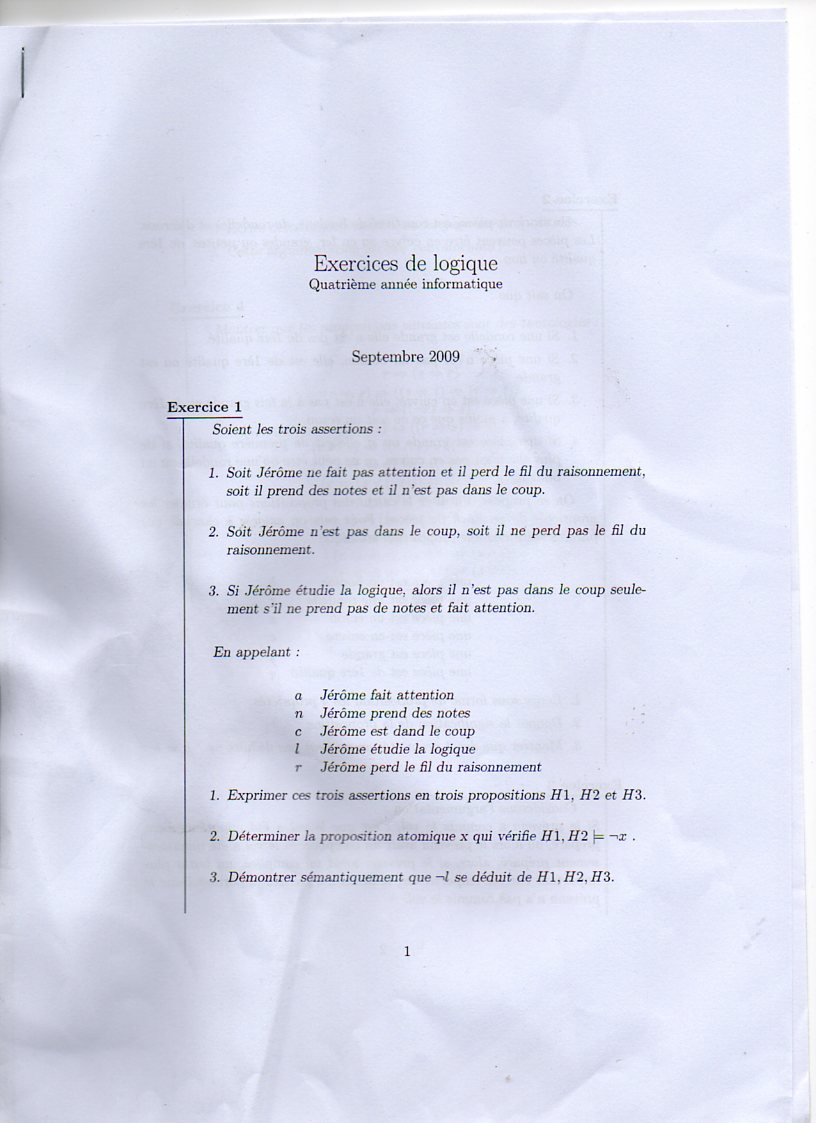 Exercices de logique
Quatrième année informatique
Septembre 2009
Exercice 1
Soient les trois assertions :
1. Soit Jérôme ne fait pas attention et il perd le fil du raisonnement,
soit il prend des notes et il n'est pas dans le coup.
2. Soit Jérôme n'est pas dans le coup, soit il ne perd pas le fil du
raisonnement.
3. Si Jérôme étudie la logique, alors il n'est pas dans le coup seule-
ment s'il ne prend pas de notes et fait attention.
En appelant :
a Jérôme fait attention
n Jérôme prend des notes
c Jérôme est dand le coup
l Jérôme étudie la logique
r Jérôme perd le fil du raisonnement
1. Exprimer ces trois assertions en trois propositions H1, H2 et H3.
2. Déterminer la proposition atomique x qui vérifie H1, H2 ⊨ ¬x .
3. Démontrer sémantiquement que ¬l se déduit de H1, H2, H3.
1